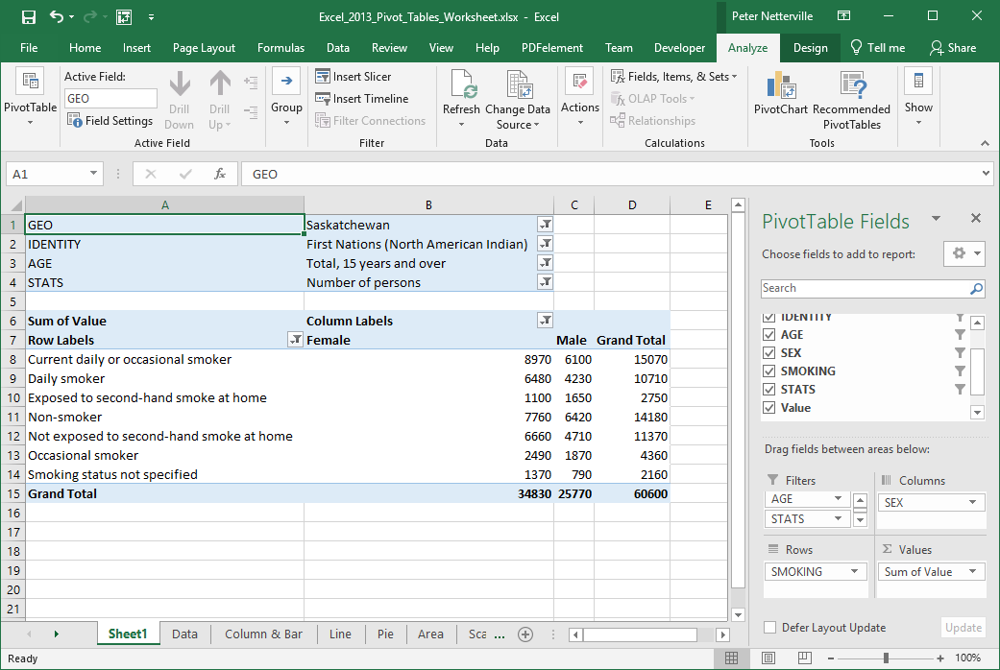 Excel_2013_Pivot_Tables_Worksheet.xlsx - Excel
Peter Netterville
File Home Insert Page Layout Formulas Data Review View Help PDFelement Team Developer Analyze Design Tell me Share
PivotTable
Active Field:
GEO
Field Settings
Drill Down
Drill Up
Active Field
Group
Insert Slicer
Insert Timeline
Filter Connections
Filter
Refresh
Change Data Source
Data
Actions
Fields, Items, & Sets
OLAP Tools
Relationships
Calculations
PivotChart
Recommended PivotTables
Tools
Show
A1
fx
GEO
A B C D E
1 GEO Saskatchewan
2 IDENTITY First Nations (North American Indian)
3 AGE Total, 15 years and over
4 STATS Number of persons
5
6 Sum of Value Column Labels
7 Row Labels Female Male Grand Total
8 Current daily or occasional smoker 8970 6100 15070
9 Daily smoker 6480 4230 10710
10 Exposed to second-hand smoke at home 1100 1650 2750
11 Non-smoker 7760 6420 14180
12 Not exposed to second-hand smoke at home 6660 4710 11370
13 Occasional smoker 2490 1870 4360
14 Smoking status not specified 1370 790 2160
15 Grand Total 34830 25770 60600
16
17
18
19
20
21
PivotTable Fields
Choose fields to add to report:
Search
IDENTITY
AGE
SEX
SMOKING
STATS
Value
Drag fields between areas below:
Filters
AGE
STATS
Columns
SEX
Rows
SMOKING
Σ Values
Sum of Value
Defer Layout Update
Update
Sheet1 Data Column & Bar Line Pie Area Sca ...
Ready
100%